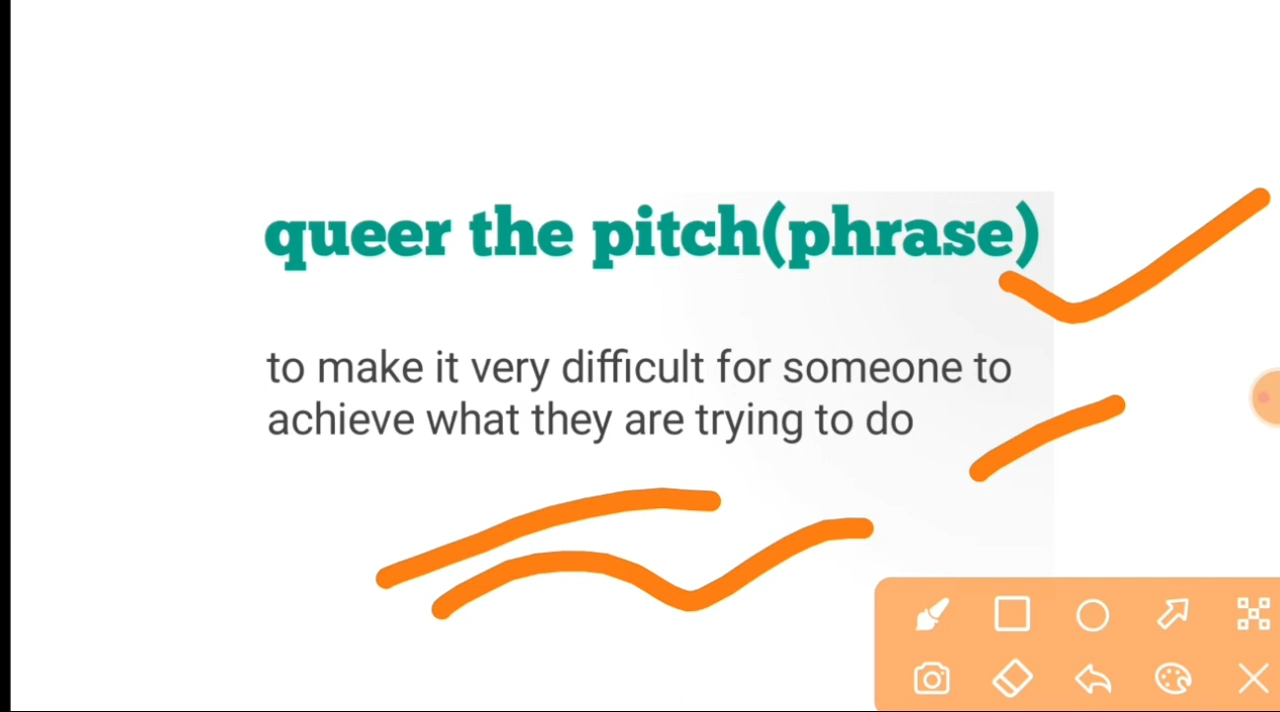 queer the pitch(phrase)
to make it very difficult for someone to
achieve what they are trying to do